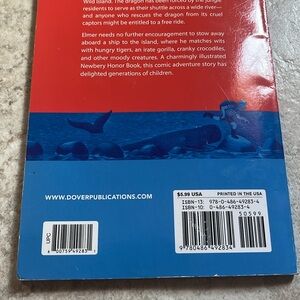 Wild Island. The dragon has been forced by the jungle
residents to serve as their shuttle across a wide river—
and anyone who rescues the dragon from its cruel
captors might be entitled to a free ride.
Elmer needs no further encouragement to stow away
aboard a ship to the island, where he matches wits
with hungry tigers, an irate gorilla, cranky crocodiles,
and other moody creatures. A charmingly illustrated
Newbery Honor Book, this comic adventure story has
delighted generations of children.
WWW.DOVERPUBLICATIONS.COM
$5.99 USA PRINTED IN THE USA
ISBN-13: 978-0-486-49283-4
ISBN-10: 0-486-49283-4
50599
UPC
8 00759 49283 1
9 780486 492834